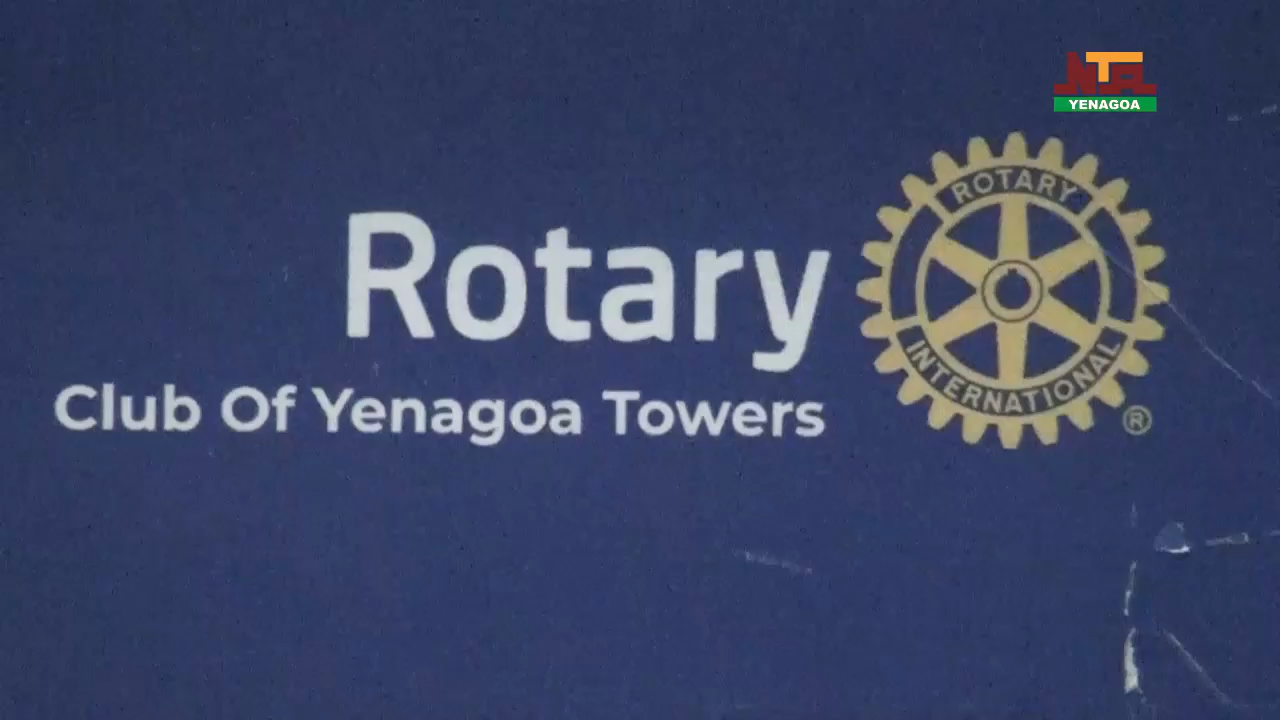 NTA
YENAGOA
ROTARY
INTERNATIONAL
®
Rotary
Club Of Yenagoa Towers